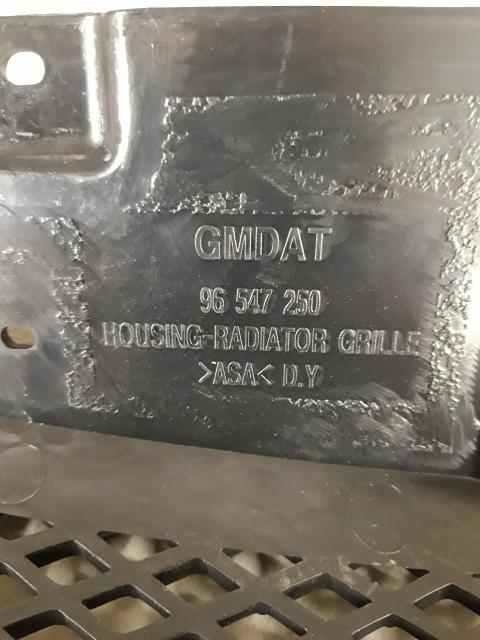 GMDAT
96 547 250
HOUSING-RADIATOR GRILLE
>ASA< D.Y